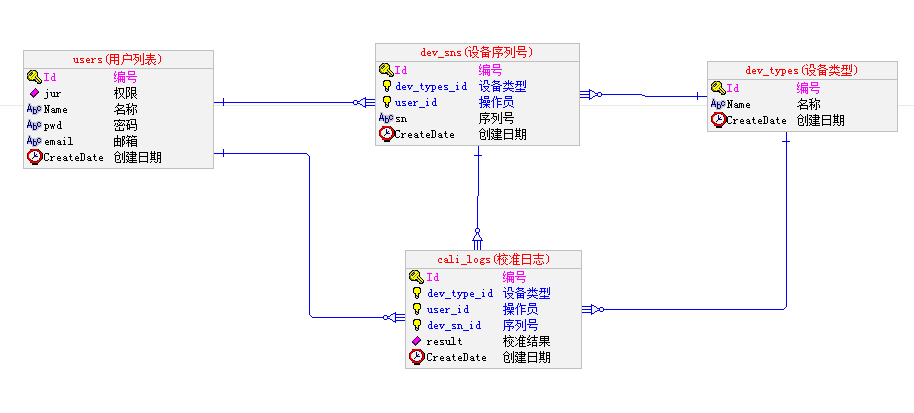 users(用户列表)
Id 编号
jur 权限
Name 名称
pwd 密码
email 邮箱
CreateDate 创建日期
dev_sns(设备序列号)
Id 编号
dev_types_id 设备类型
user_id 操作员
sn 序列号
CreateDate 创建日期
dev_types(设备类型)
Id 编号
Name 名称
CreateDate 创建日期
cali_logs(校准日志)
Id 编号
dev_type_id 设备类型
user_id 操作员
dev_sn_id 序列号
result 校准结果
CreateDate 创建日期